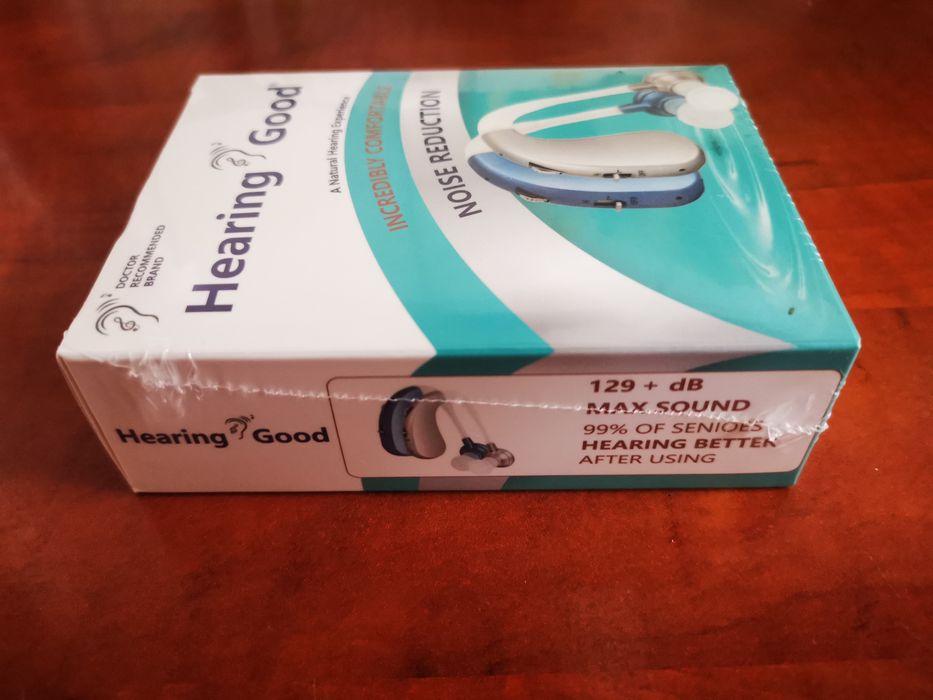 DOCTOR
RECOMMENDED
BRAND
Hearing Good
A Natural Hearing Experience
INCREDIBLY COMFORTABLE
NOISE REDUCTION
Hearing Good
129 + dB
MAX SOUND
99% OF SENIOES
HEARING BETTER
AFTER USING